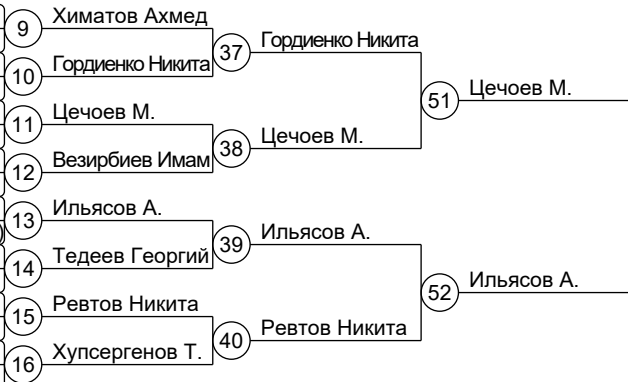 9 Химатов Ахмед
37 Гордиенко Никита
10 Гордиенко Никита
51 Цечоев М.
11 Цечоев М.
38 Цечоев М.
12 Везирбиев Имам
13 Ильясов А.
39 Ильясов А.
14 Тедеев Георгий
52 Ильясов А.
15 Ревтов Никита
40 Ревтов Никита
16 Хупсергенов Т.